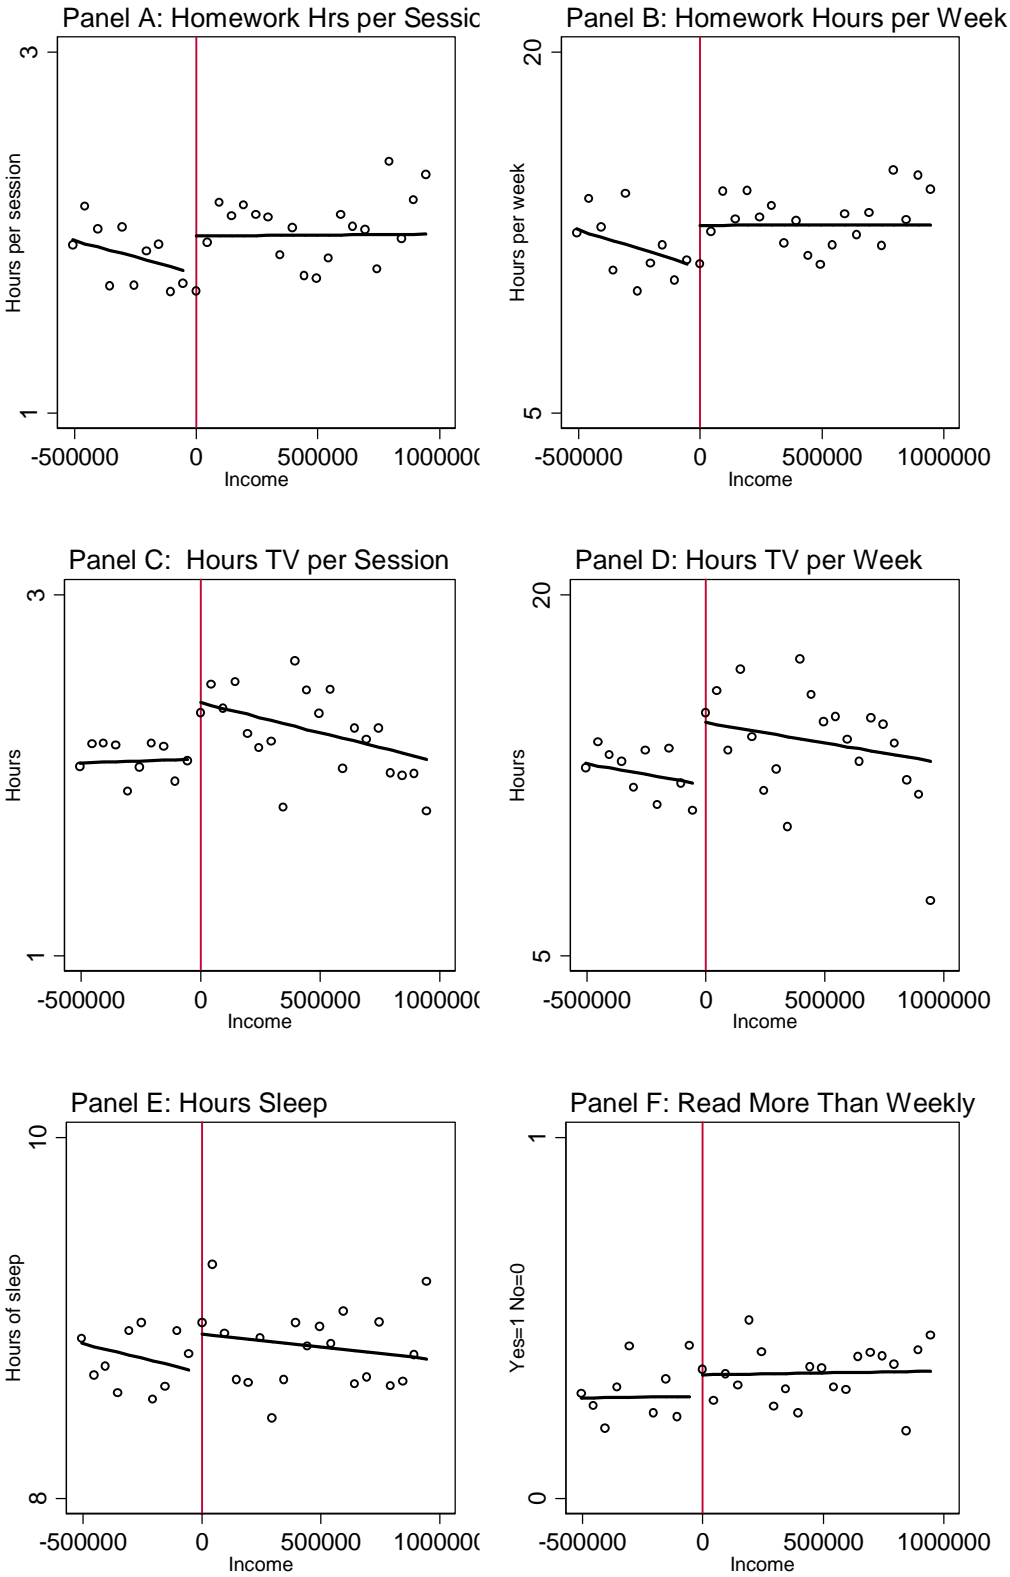 Panel A: Homework Hrs per Sessic
3
Hours per session
1
-500000 0 500000 1000000
Income
Panel B: Homework Hours per Week
20
Hours per week
5
-500000 0 500000 1000000
Income
Panel C: Hours TV per Session
3
Hours
1
-500000 0 500000 1000000
Income
Panel D: Hours TV per Week
20
Hours
5
-500000 0 500000 1000000
Income
Panel E: Hours Sleep
10
Hours of sleep
8
-500000 0 500000 1000000
Income
Panel F: Read More Than Weekly
1
Yes=1 No=0
0
-500000 0 500000 1000000
Income